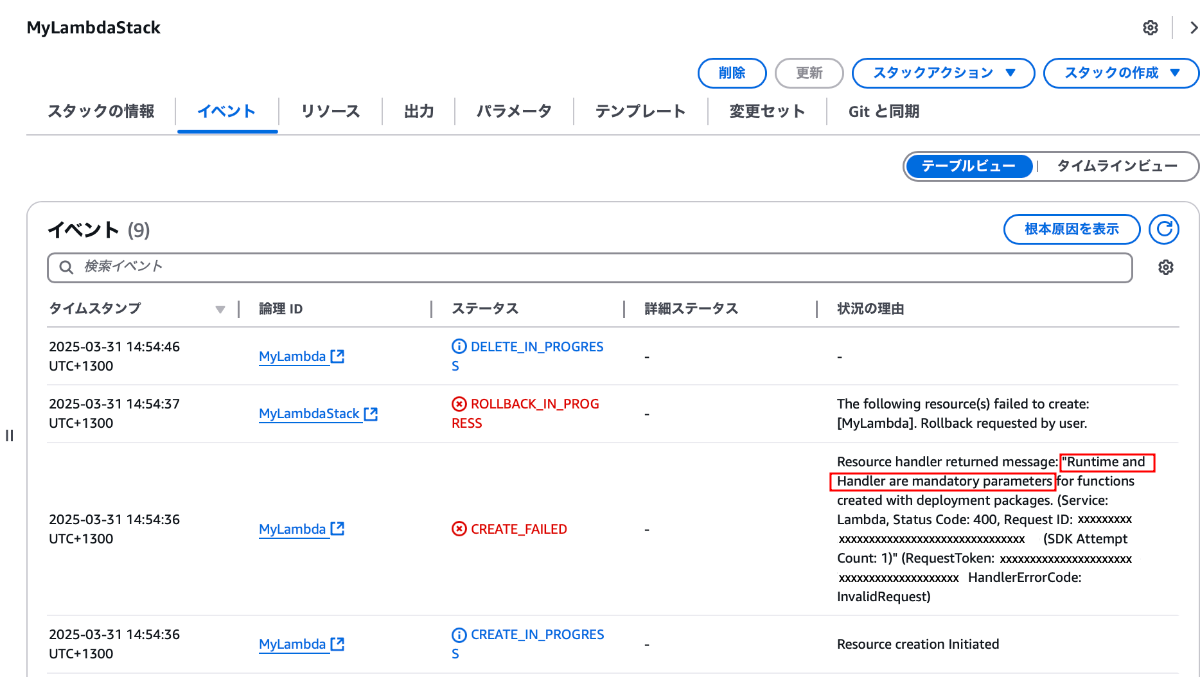 MyLambdaStack
削除
更新
スタックアクション
スタックの作成
スタックの情報
イベント
リソース
出力
パラメータ
テンプレート
変更セット
Git と同期
テーブルビュー
タイムラインビュー
イベント (9)
根本原因を表示
検索イベント
タイムスタンプ
論理 ID
ステータス
詳細ステータス
状況の理由
2025-03-31 14:54:46
UTC+1300
MyLambda
DELETE_IN_PROGRES
S
-
-
2025-03-31 14:54:37
UTC+1300
MyLambdaStack
ROLLBACK_IN_PROG
RESS
-
The following resource(s) failed to create:
[MyLambda]. Rollback requested by user.
2025-03-31 14:54:36
UTC+1300
MyLambda
CREATE_FAILED
-
Resource handler returned message: "Runtime and
Handler are mandatory parameters for functions
created with deployment packages. (Service:
Lambda, Status Code: 400, Request ID: xxxxxxxxx
xxxxxxxxxxxxxxxxxxxxxxxxxxxxxxx (SDK Attempt
Count: 1)" (RequestToken: xxxxxxxxxxxxxxxxxxxxxx
xxxxxxxxxxxxxxxxxxxx HandlerErrorCode:
InvalidRequest)
2025-03-31 14:54:36
UTC+1300
MyLambda
CREATE_IN_PROGRES
S
-
Resource creation Initiated